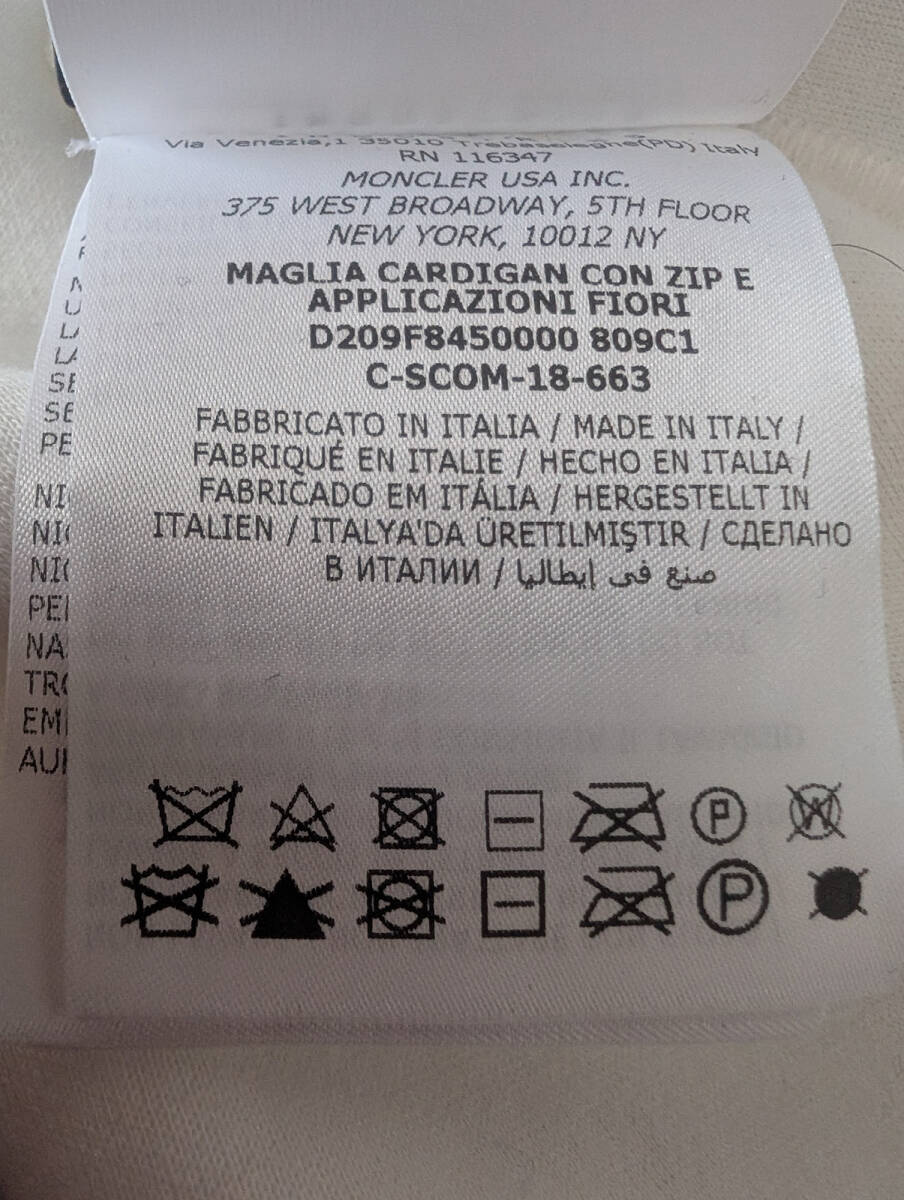 Via Venezia,1 35010 Trebaseleghe(PD) Italy
RN 116347
MONCLER USA INC.
375 WEST BROADWAY, 5TH FLOOR
NEW YORK, 10012 NY
MAGLIA CARDIGAN CON ZIP E
APPLICAZIONI FIORI
D209F8450000 809C1
C-SCOM-18-663
FABBRICATO IN ITALIA / MADE IN ITALY /
FABRIQUÉ EN ITALIE / HECHO EN ITALIA /
FABRICADO EM ITÁLIA / HERGESTELLT IN
ITALIEN / ITALYA'DA ÜRETILMIŞTIR / СДЕЛАНО
В ИТАЛИИ / صنع في إيطاليا
P W
P